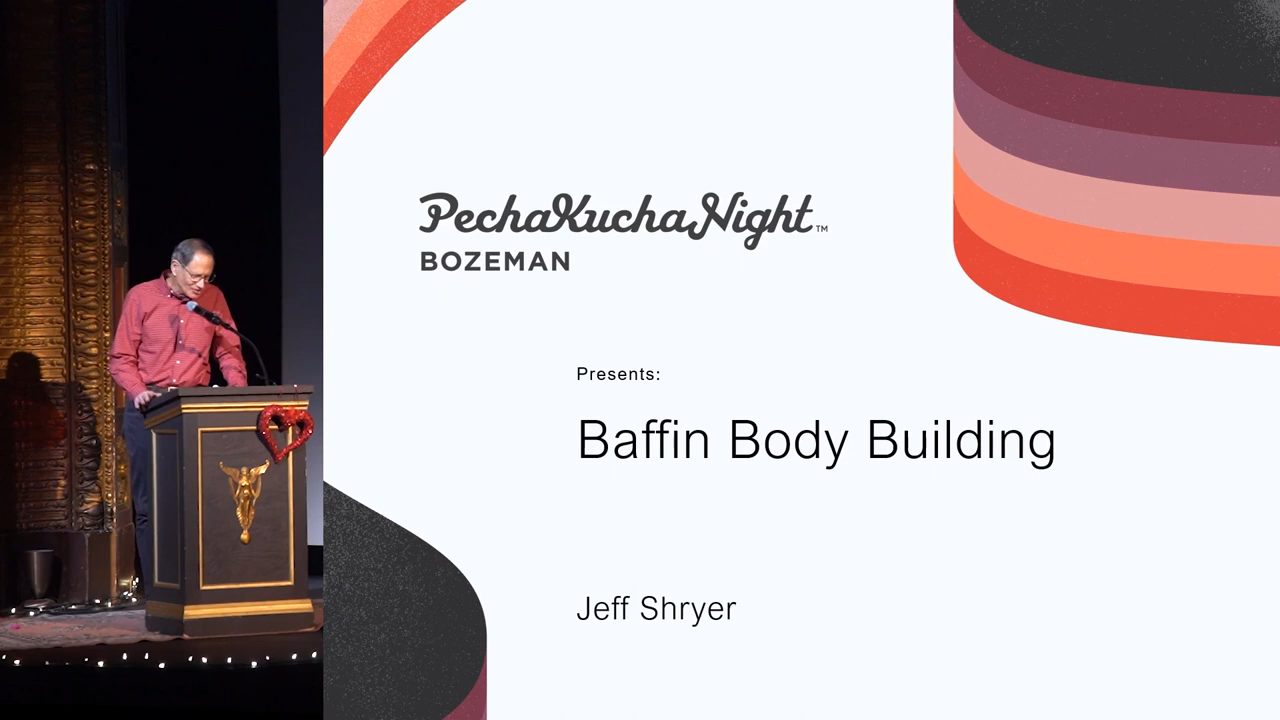 PechaKuchaNight™
BOZEMAN
Presents:
Baffin Body Building
Jeff Shryer